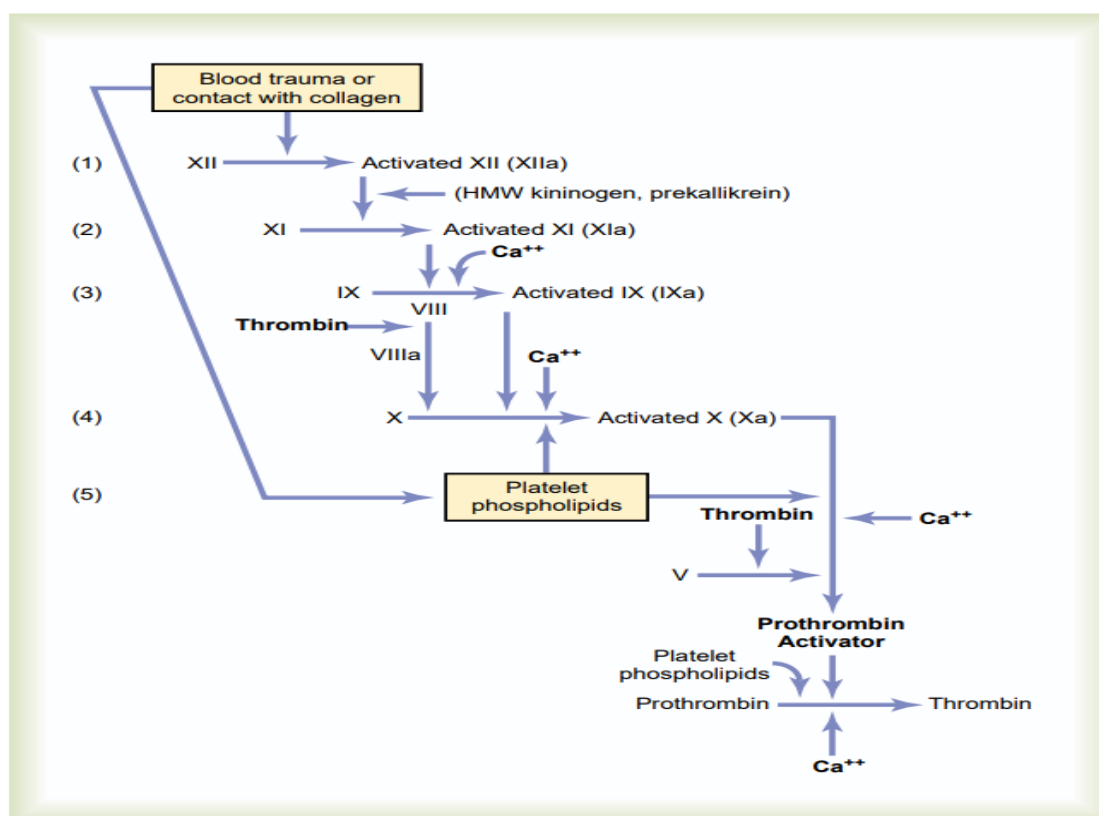 Blood trauma or
contact with collagen
(1)
XII
Activated XII (XIIa)
(HMW kininogen, prekallikrein)
(2)
XI
Activated XI (XIa)
Ca++
(3)
IX
Activated IX (IXa)
VIII
Thrombin
VIIIa
Ca++
(4)
X
Activated X (Xa)
(5)
Platelet
phospholipids
Thrombin
Ca++
V
Prothrombin
Activator
Platelet
phospholipids
Prothrombin
Thrombin
Ca++